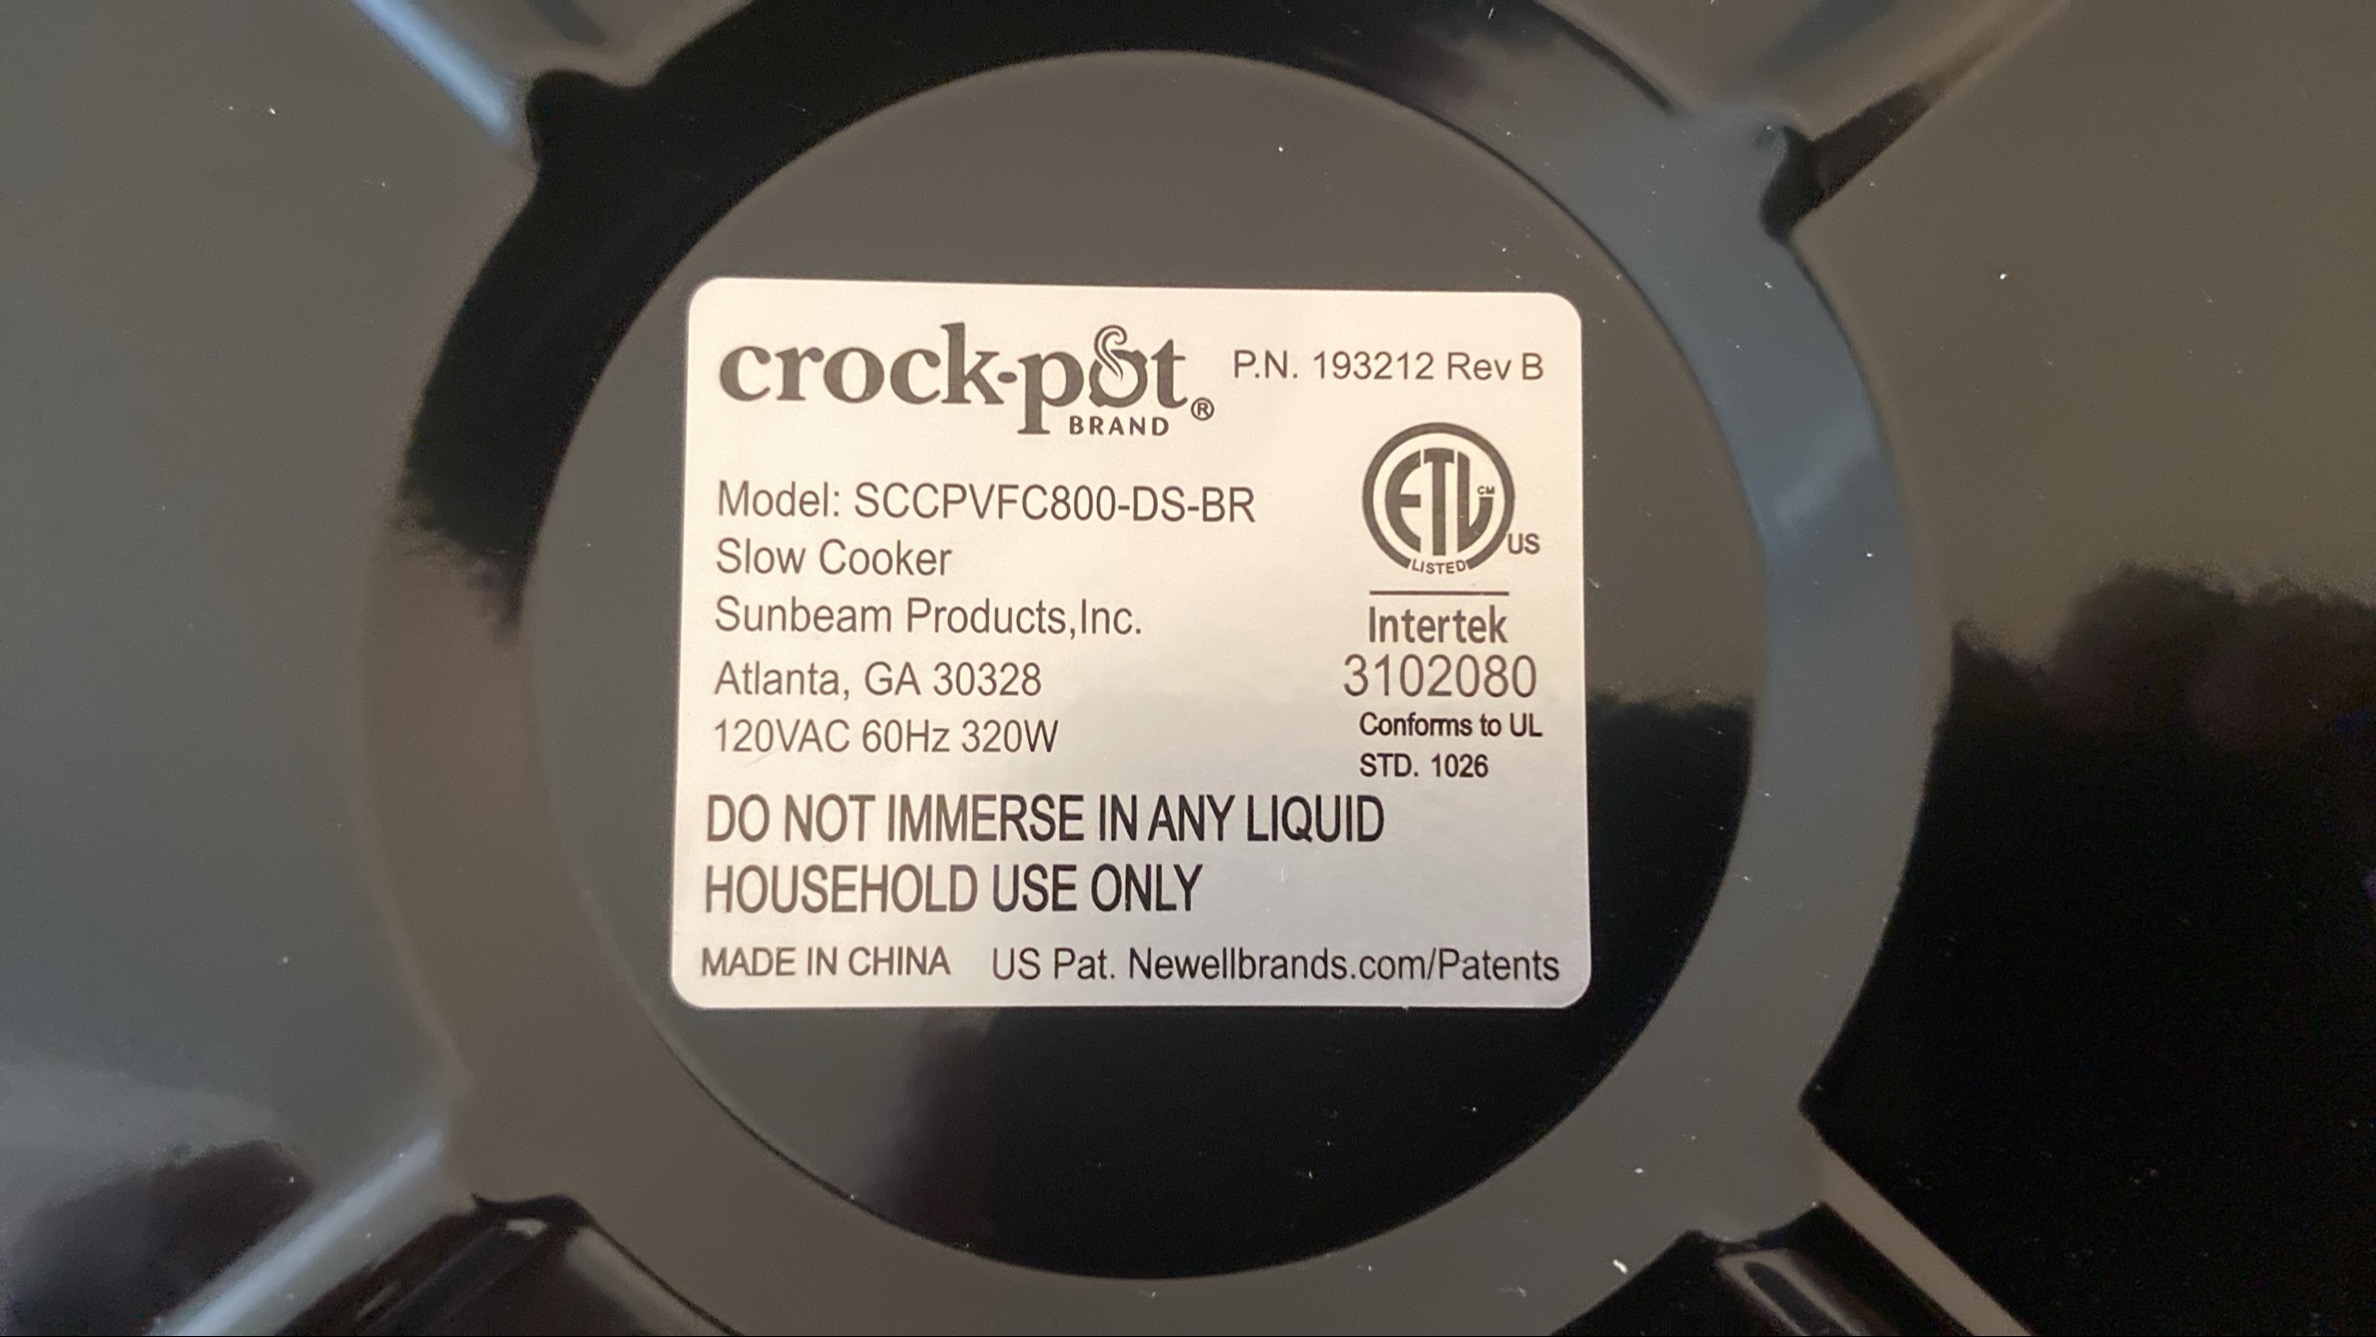 crock-pot®
BRAND
P.N. 193212 Rev B
Model: SCCPVFC800-DS-BR
Slow Cooker
Sunbeam Products,Inc.
Atlanta, GA 30328
120VAC 60Hz 320W
ETL CM
LISTED
US
Intertek
3102080
Conforms to UL
STD. 1026
DO NOT IMMERSE IN ANY LIQUID
HOUSEHOLD USE ONLY
MADE IN CHINA US Pat. Newellbrands.com/Patents